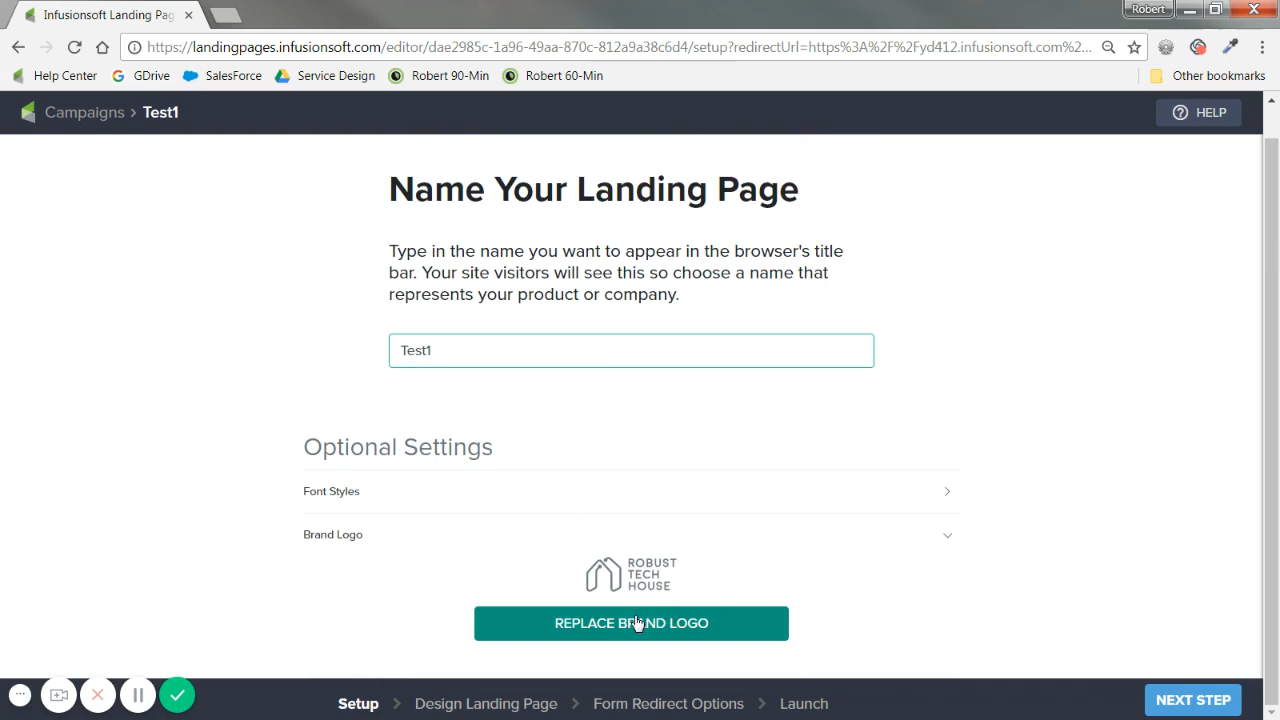 Infusionsoft Landing Pag
Robert
https://landingpages.infusionsoft.com/editor/dae2985c-1a96-49aa-870c-812a9a38c6d4/setup?redirectUrl=https%3A%2F%2Fyd412.infusionsoft.com%2...
Help Center GDrive SalesForce Service Design Robert 90-Min Robert 60-Min Other bookmarks
Campaigns > Test1 HELP
Name Your Landing Page
Type in the name you want to appear in the browser's title
bar. Your site visitors will see this so choose a name that
represents your product or company.
Test1
Optional Settings
Font Styles
Brand Logo
ROBUST
TECH
HOUSE
REPLACE BRAND LOGO
Setup > Design Landing Page > Form Redirect Options > Launch NEXT STEP